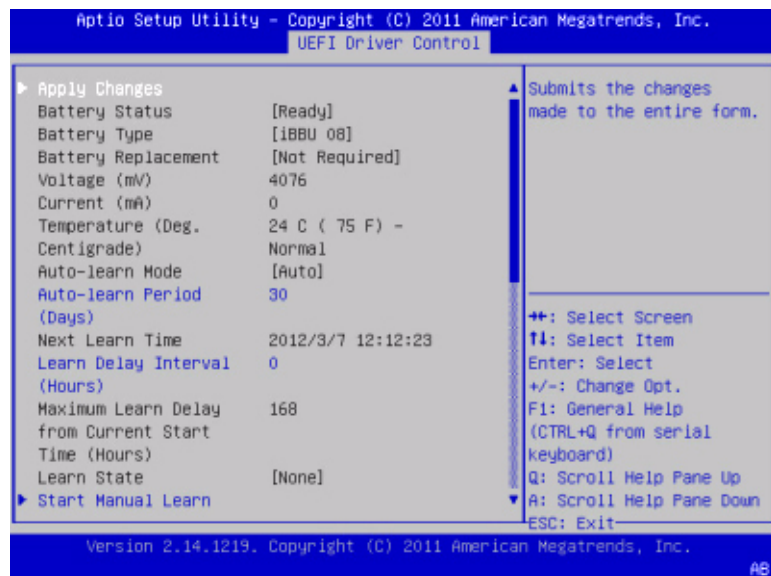 Aptio Setup Utility – Copyright (C) 2011 American Megatrends, Inc.
UEFI Driver Control
Apply Changes
Battery Status [Ready]
Battery Type [iBBU 08]
Battery Replacement [Not Required]
Voltage (mV) 4076
Current (mA) 0
Temperature (Deg. 24 C ( 75 F) –
Centigrade) Normal
Auto-learn Mode [Auto]
Auto-learn Period 30
(Days)
Next Learn Time 2012/3/7 12:12:23
Learn Delay Interval 0
(Hours)
Maximum Learn Delay 168
from Current Start
Time (Hours)
Learn State [None]
Start Manual Learn
Submits the changes
made to the entire form.
→←: Select Screen
↑↓: Select Item
Enter: Select
+/-: Change Opt.
F1: General Help
(CTRL+Q from serial
keyboard)
Q: Scroll Help Pane Up
A: Scroll Help Pane Down
ESC: Exit
Version 2.14.1219. Copyright (C) 2011 American Megatrends, Inc.
AB